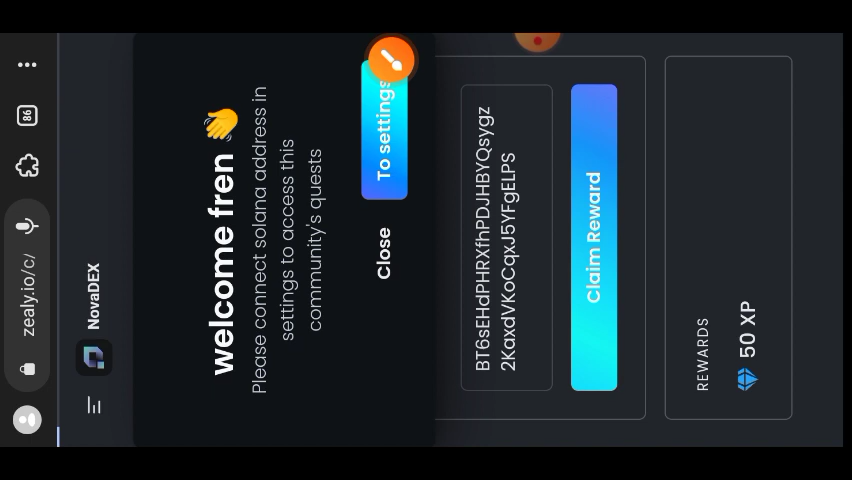 86
zealy.io/c/
NovaDEX
welcome fren 👋
Please connect solana address in
settings to access this
community's quests
Close
To settings
BT6sEHdPHRXfhPDJHBYQsygz
2KaxdVKoCqxJ5YFgELPS
Claim Reward
REWARDS
50 XP